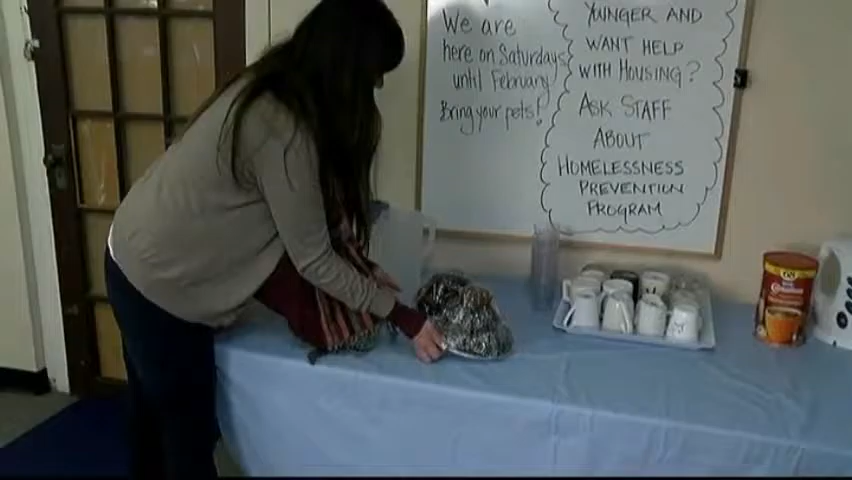 We are
here on Saturdays
until February
Bring your pets!
YUNGER AND
WANT HELP
WITH HOUSING?
ASK STAFF
ABOUT
HOMELESSNESS
PREVENTION
PROGRAM